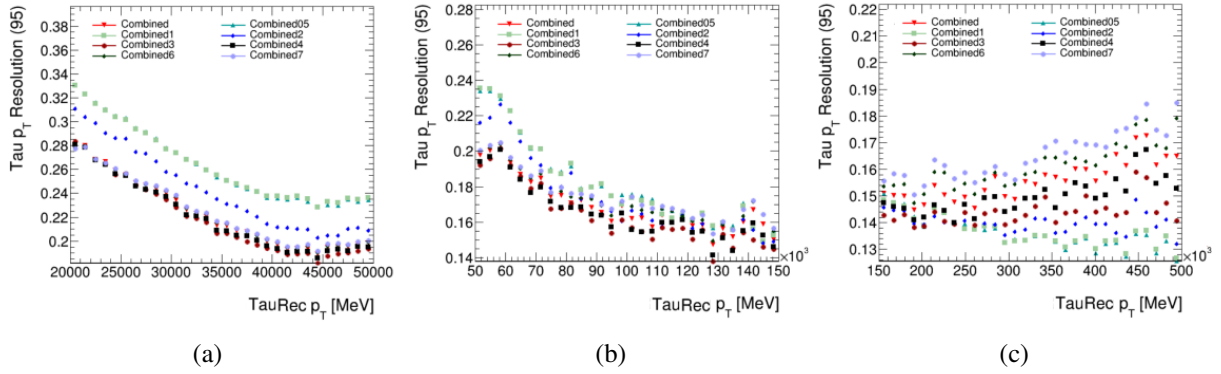 Tau p_T Resolution (95)
0.38
0.36
0.34
0.32
0.3
0.28
0.26
0.24
0.22
0.2
Combined
Combined05
Combined1
Combined2
Combined3
Combined4
Combined6
Combined7
20000 25000 30000 35000 40000 45000 50000
TauRec p_T [MeV]
(a)
Tau p_T Resolution (95)
0.28
0.26
0.24
0.22
0.2
0.18
0.16
0.14
Combined
Combined05
Combined1
Combined2
Combined3
Combined4
Combined6
Combined7
50 60 70 80 90 100 110 120 130 140 150
×10³
TauRec p_T [MeV]
(b)
Tau p_T Resolution (95)
0.22
0.21
0.2
0.19
0.18
0.17
0.16
0.15
0.14
0.13
Combined
Combined05
Combined1
Combined2
Combined3
Combined4
Combined6
Combined7
150 200 250 300 350 400 450 500
×10³
TauRec p_T [MeV]
(c)